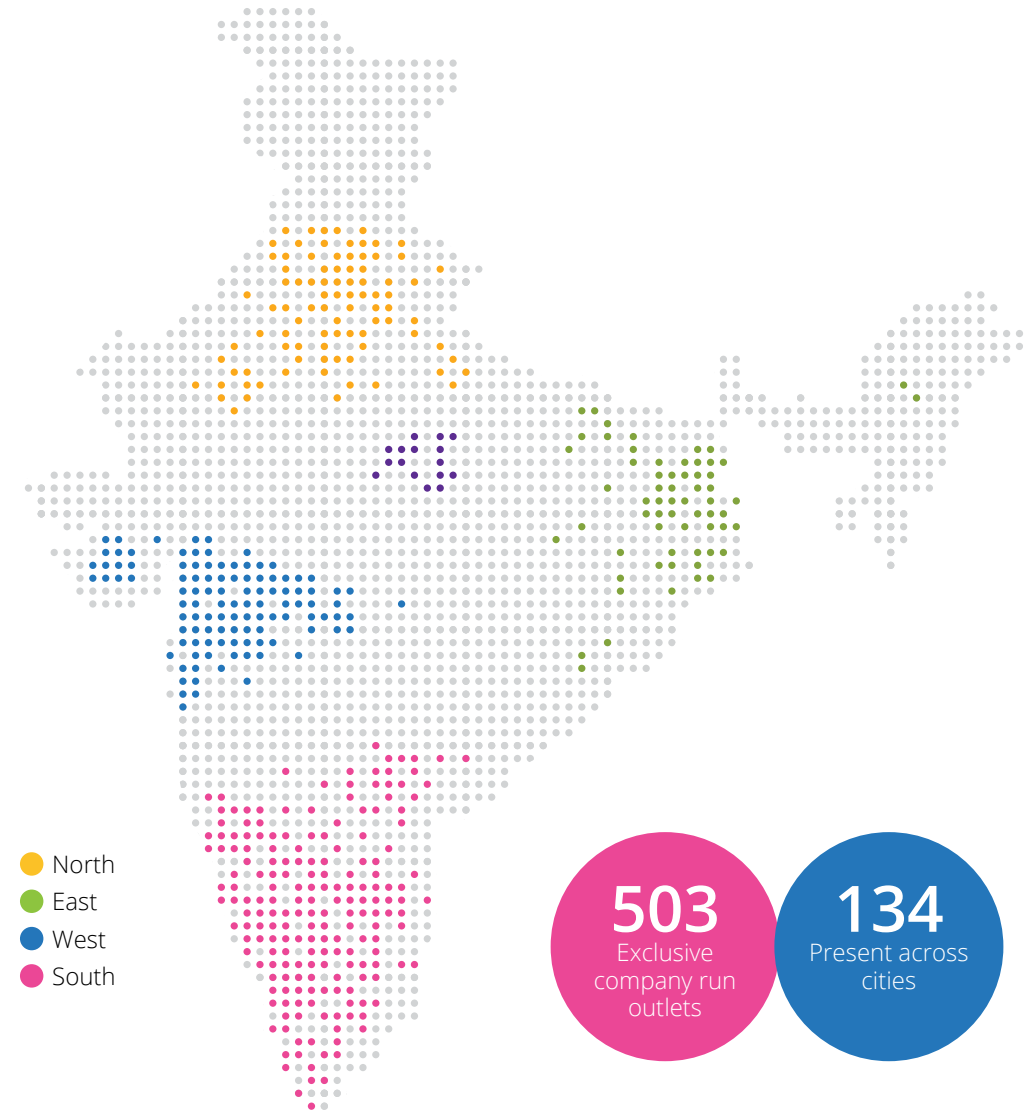 North
East
West
South
503
Exclusive
company run
outlets
134
Present across
cities